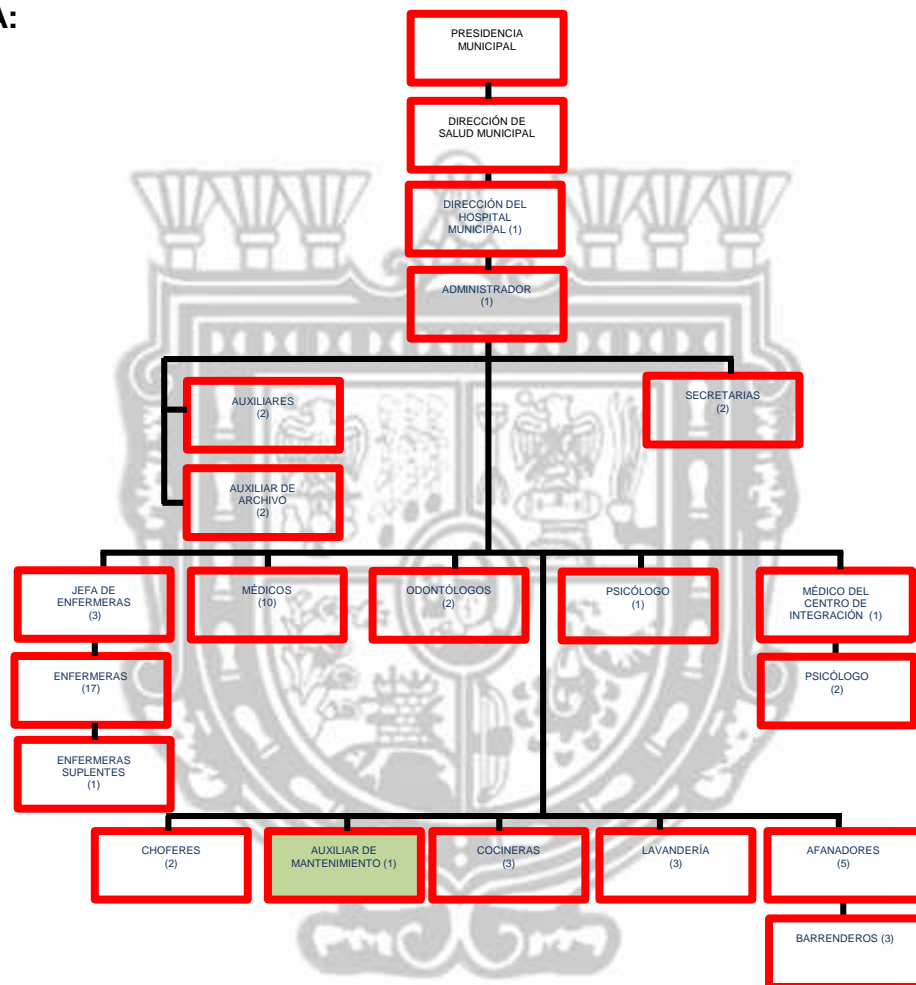 A:
PRESIDENCIA
MUNICIPAL
DIRECCIÓN DE
SALUD MUNICIPAL
DIRECCIÓN DEL
HOSPITAL
MUNICIPAL (1)
ADMINISTRADOR
(1)
AUXILIARES
(2)
SECRETARIAS
(2)
AUXILIAR DE
ARCHIVO
(2)
JEFA DE
ENFERMERAS
(3)
MÉDICOS
(10)
ODONTÓLOGOS
(2)
PSICÓLOGO
(1)
MÉDICO DEL
CENTRO DE
INTEGRACIÓN (1)
ENFERMERAS
(17)
PSICÓLOGO
(2)
ENFERMERAS
SUPLENTES
(1)
CHOFERES
(2)
AUXILIAR DE
MANTENIMIENTO (1)
COCINERAS
(3)
LAVANDERÍA
(3)
AFANADORES
(5)
BARRENDEROS (3)